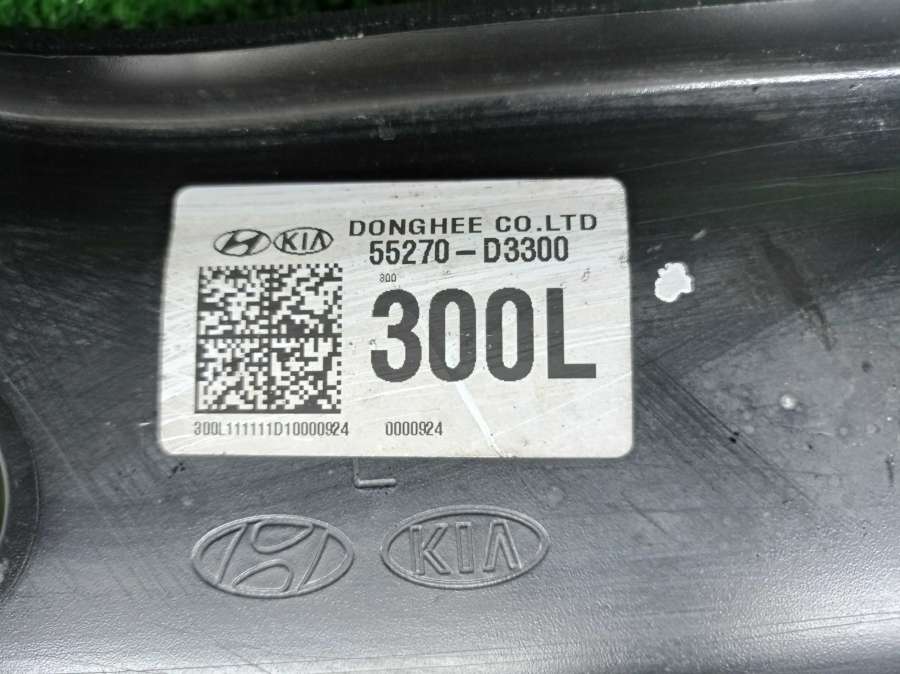 KIA DONGHEE CO.LTD
55270-D3300
300
300L
300L111111D10000924 0000924
L
KIA